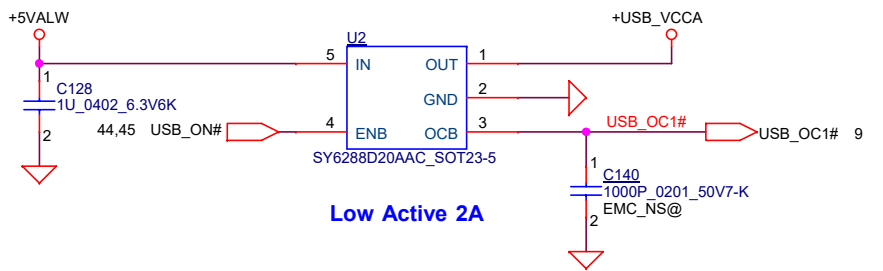 +5VALW
+USB_VCCA
U2
5
IN
OUT
1
1
C128
1U_0402_6.3V6K
2
GND
2
44,45
USB_ON#
4
ENB
OCB
3
USB_OC1#
USB_OC1#
9
SY6288D20AAC_SOT23-5
1
C140
1000P_0201_50V7-K
EMC_NS@
2
Low Active 2A